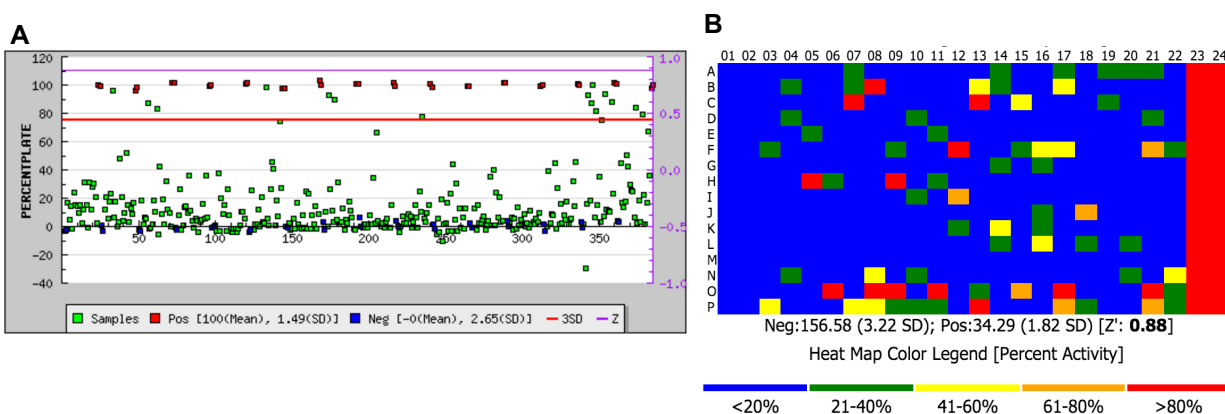 A
120
100
80
60
40
20
0
-20
-40
PERCENTPLATE
50
100
150
200
250
300
350
1.0
0.5
0.0
-0.5
-1.0
Samples Pos [100(Mean), 1.49(SD)] Neg [-0(Mean), 2.65(SD)] 3SD Z
B
01 02 03 04 05 06 07 08 09 10 11 12 13 14 15 16 17 18 19 20 21 22 23 24
A
B
C
D
E
F
G
H
I
J
K
L
M
N
O
P
Neg:156.58 (3.22 SD); Pos:34.29 (1.82 SD) [Z': 0.88]
Heat Map Color Legend [Percent Activity]
<20% 21-40% 41-60% 61-80% >80%